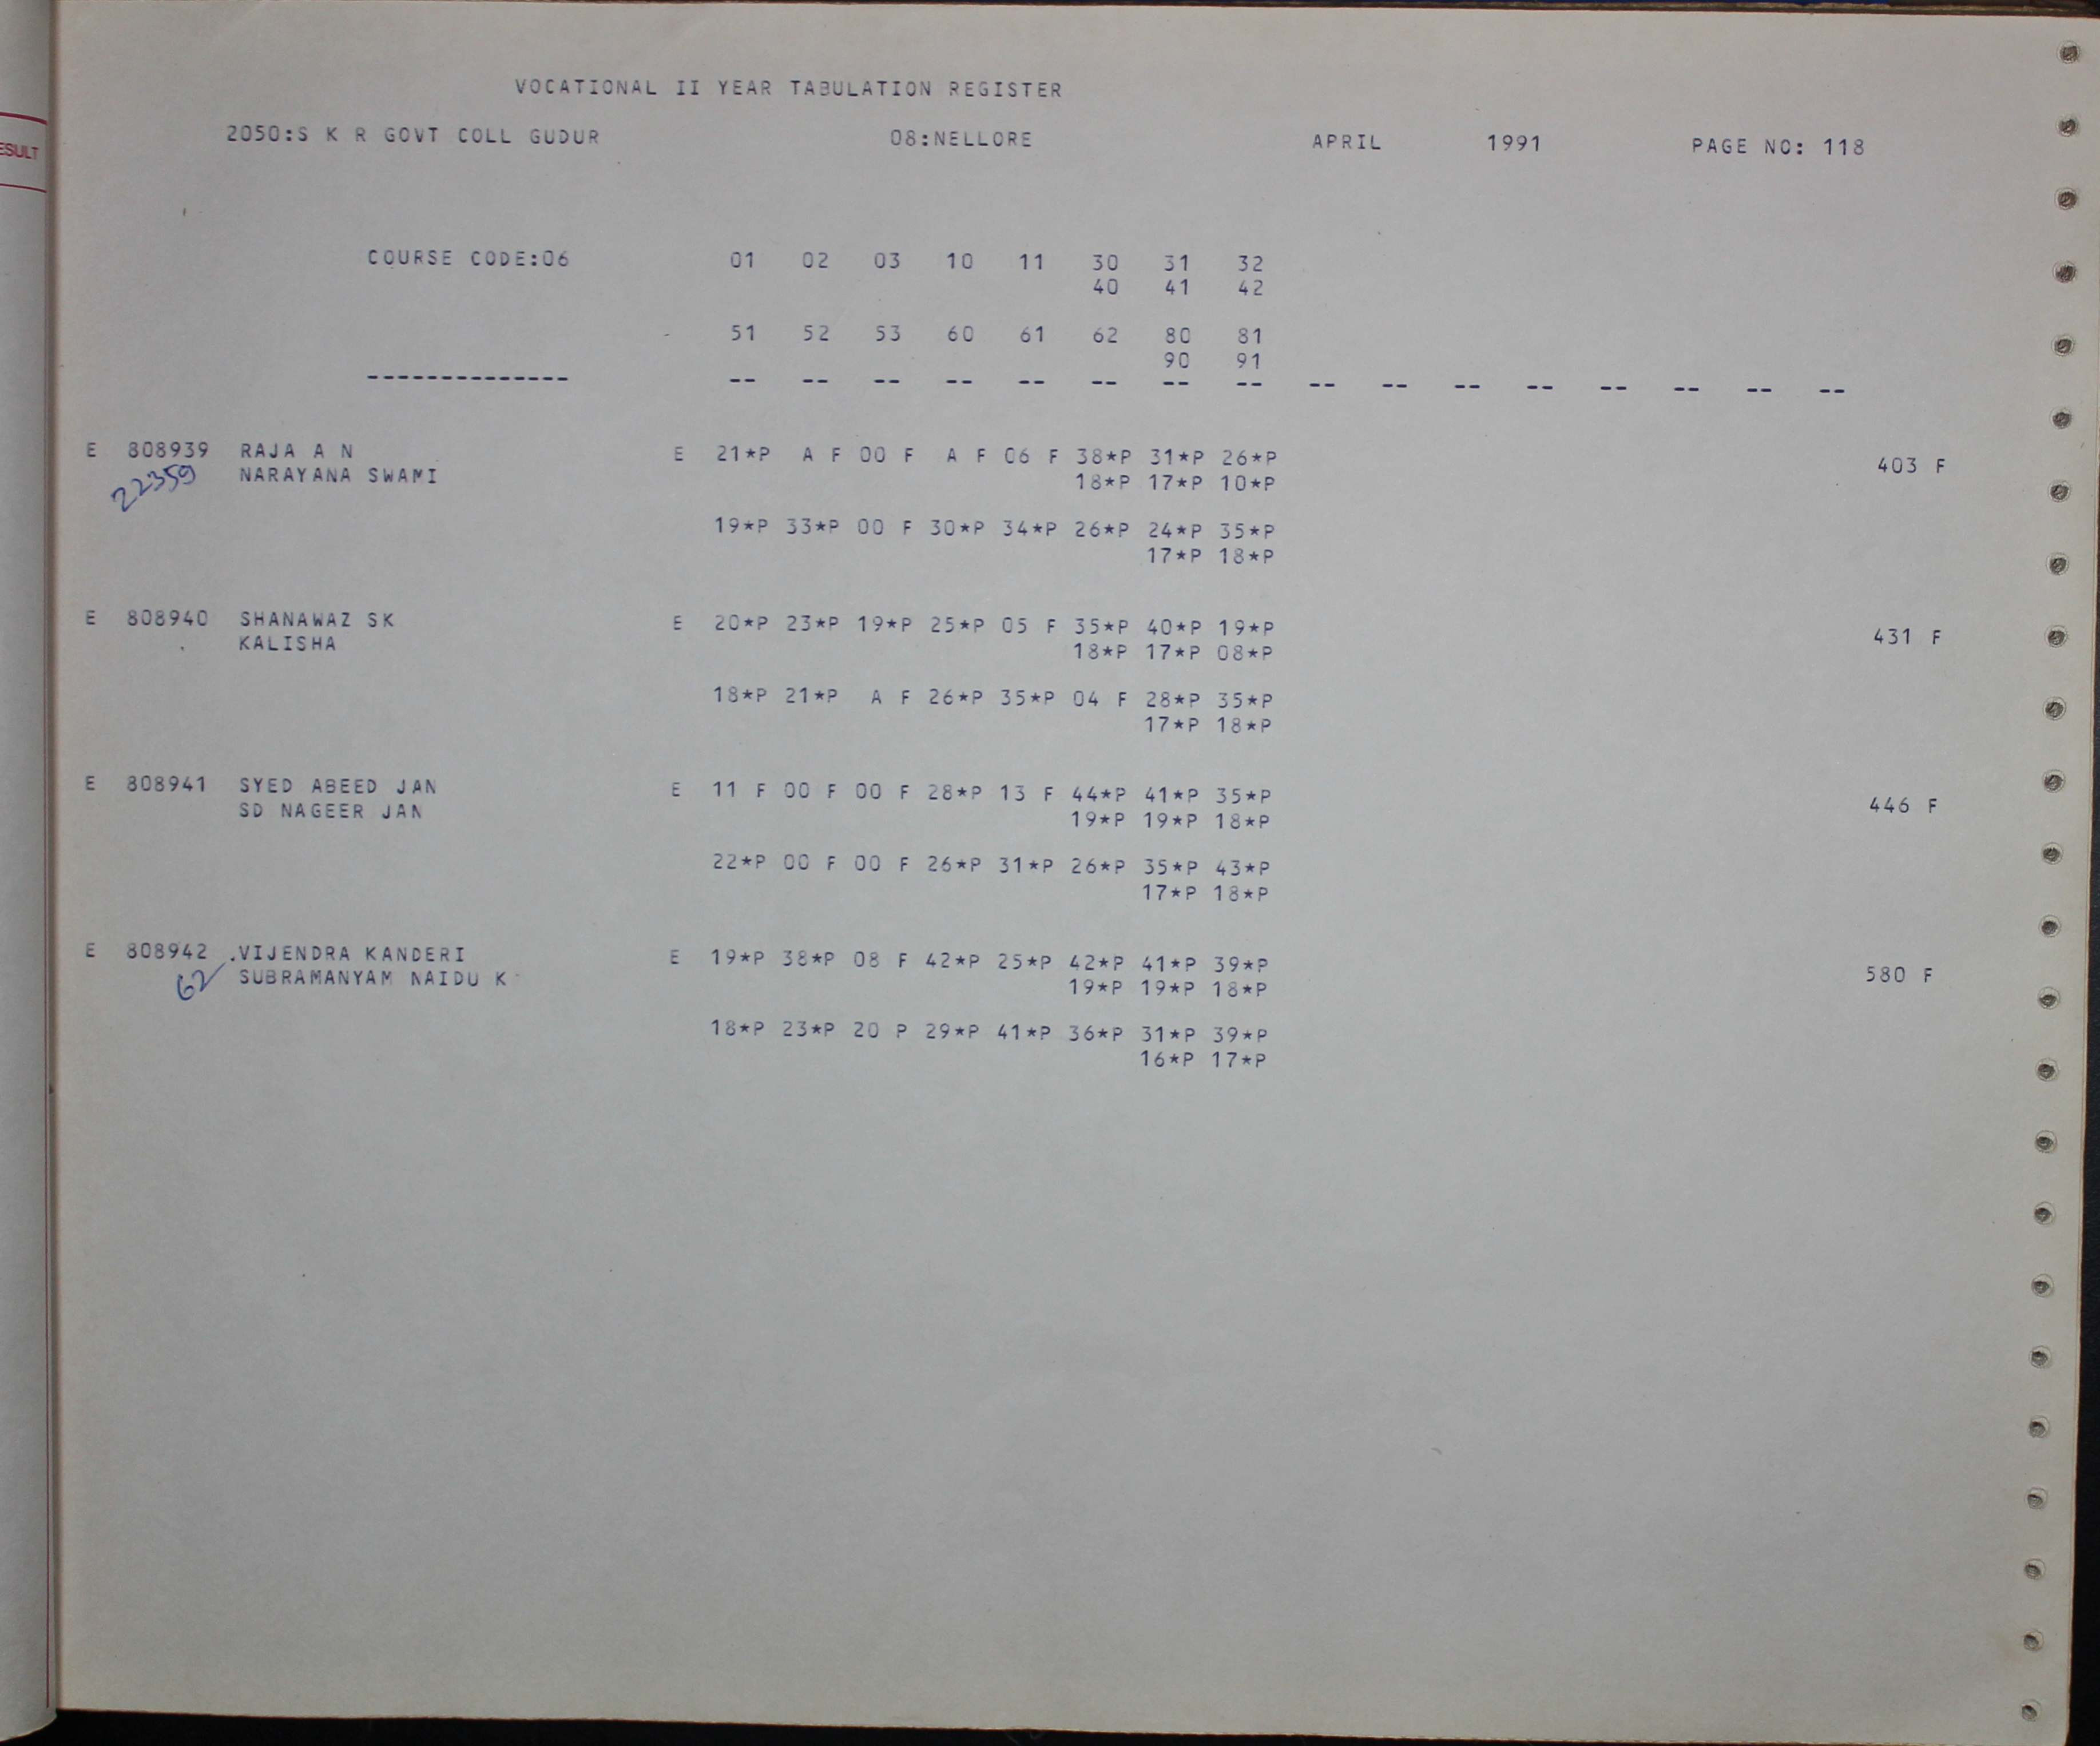 ESULT
VOCATIONAL II YEAR TABULATION REGISTER
2050:S K R GOVT COLL GUDUR 08:NELLORE APRIL 1991 PAGE NO: 118
COURSE CODE:06 01 02 03 10 11 30 31 32
40 41 42
51 52 53 60 61 62 80 81
90 91
-------------- -- -- -- -- -- -- -- -- -- -- -- -- -- -- -- --
E 808939 RAJA A N E 21*P A F 00 F A F 06 F 38*P 31*P 26*P 403 F
22359 NARAYANA SWAMI 18*P 17*P 10*P
19*P 33*P 00 F 30*P 34*P 26*P 24*P 35*P
17*P 18*P
E 808940 SHANAWAZ SK E 20*P 23*P 19*P 25*P 05 F 35*P 40*P 19*P 431 F
KALISHA 18*P 17*P 08*P
18*P 21*P A F 26*P 35*P 04 F 28*P 35*P
17*P 18*P
E 808941 SYED ABEED JAN E 11 F 00 F 00 F 28*P 13 F 44*P 41*P 35*P 446 F
SD NAGEER JAN 19*P 19*P 18*P
22*P 00 F 00 F 26*P 31*P 26*P 35*P 43*P
17*P 18*P
E 808942 .VIJENDRA KANDERI E 19*P 38*P 08 F 42*P 25*P 42*P 41*P 39*P 580 F
62 SUBRAMANYAM NAIDU K 19*P 19*P 18*P
18*P 23*P 20 P 29*P 41*P 36*P 31*P 39*P
16*P 17*P